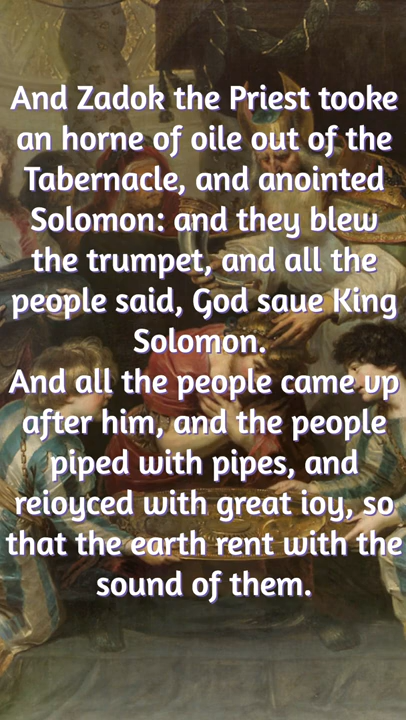 And Zadok the Priest tooke
an horne of oile out of the
Tabernacle, and anointed
Solomon: and they blew
the trumpet, and all the
people said, God saue King
Solomon.
And all the people came vp
after him, and the people
piped with pipes, and
reioyced with great ioy, so
that the earth rent with the
sound of them.